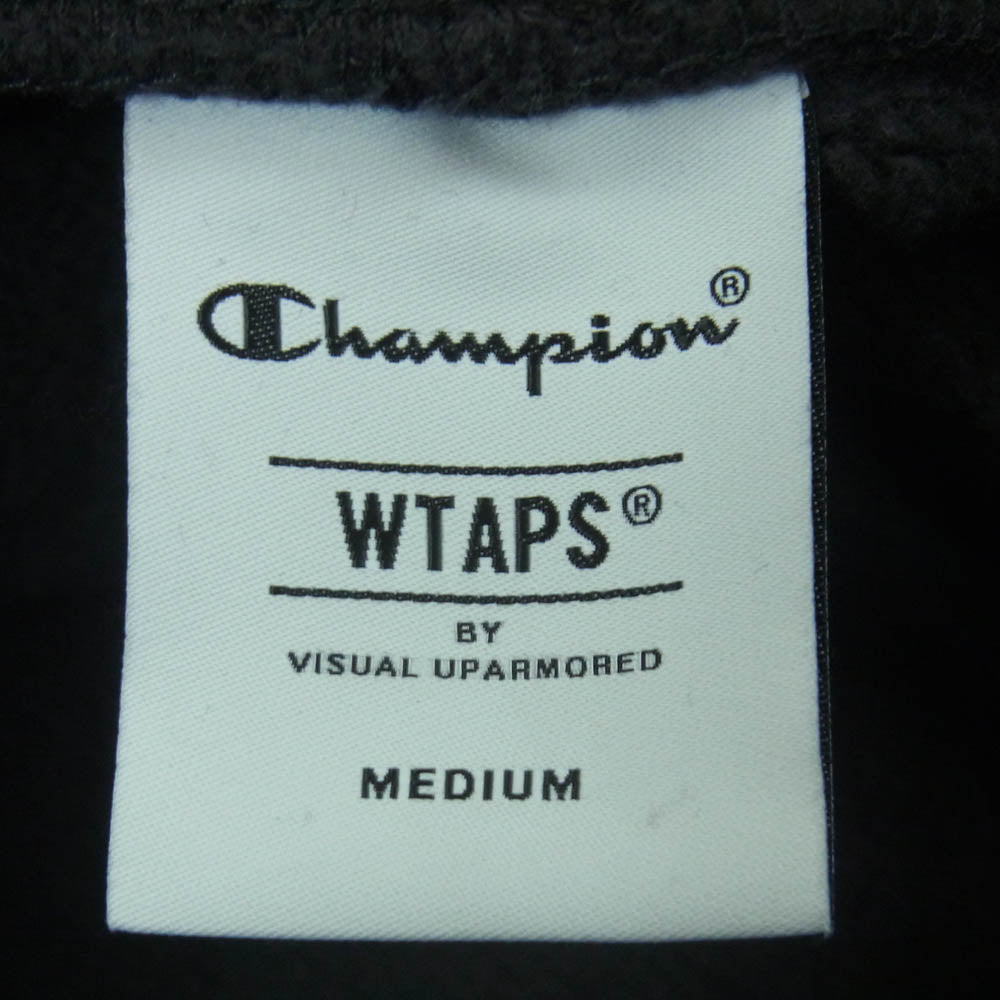 Champion®
WTAPS®
BY
VISUAL UPARMORED
MEDIUM